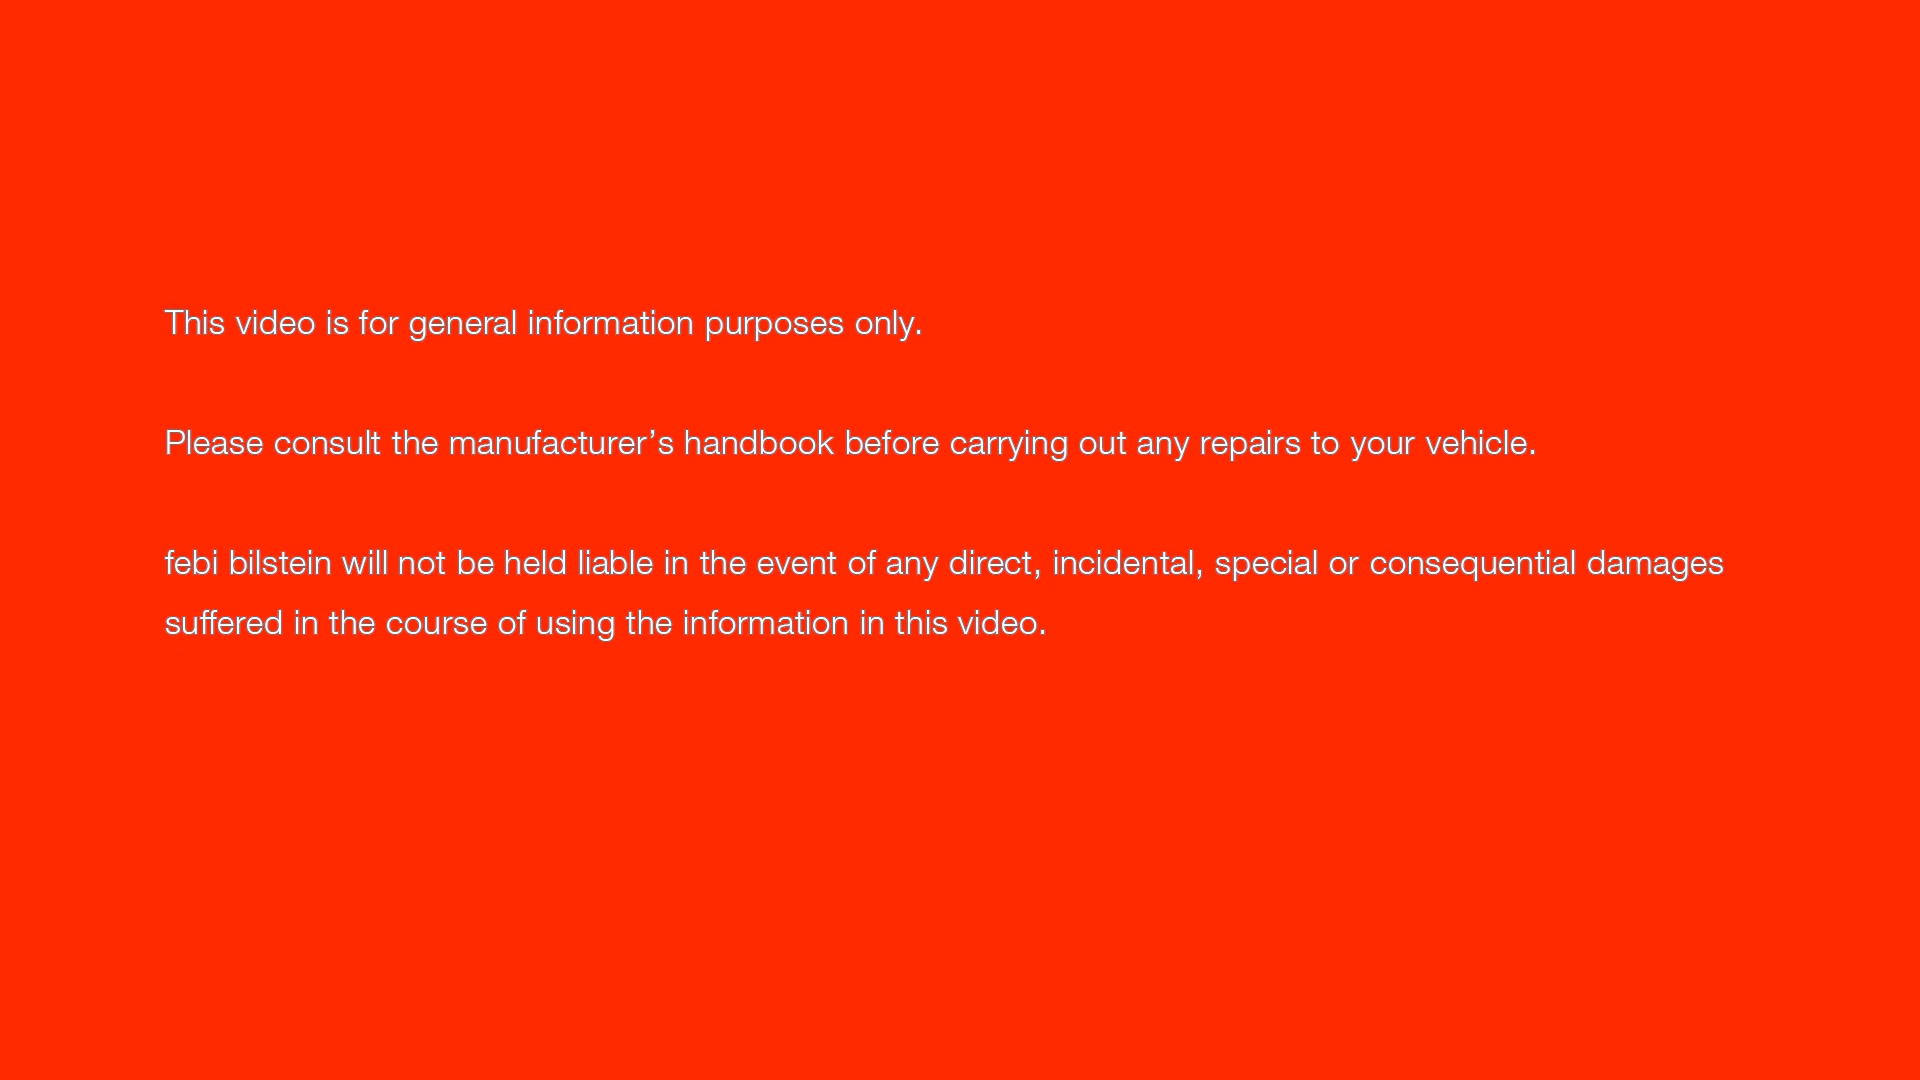 This video is for general information purposes only.
Please consult the manufacturer’s handbook before carrying out any repairs to your vehicle.
febi bilstein will not be held liable in the event of any direct, incidental, special or consequential damages
suffered in the course of using the information in this video.